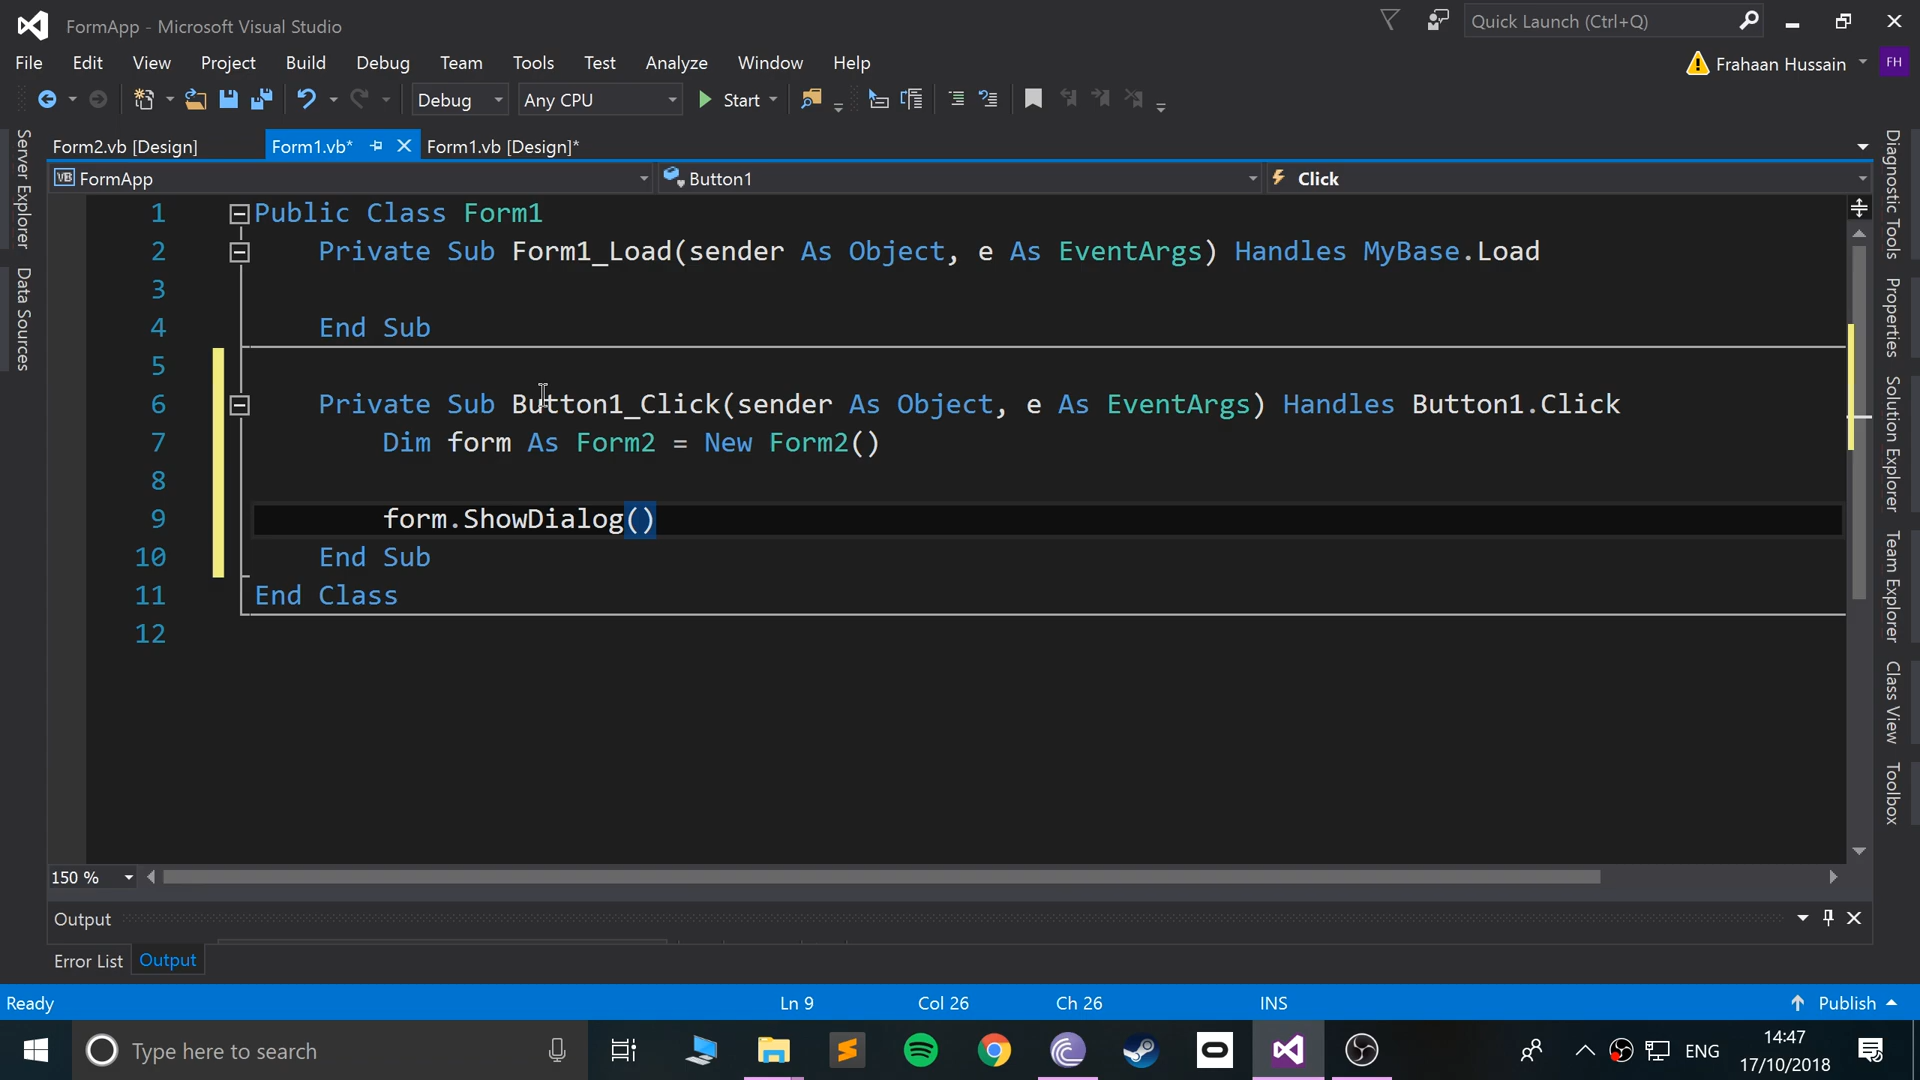 FormApp - Microsoft Visual Studio
Quick Launch (Ctrl+Q)
File Edit View Project Build Debug Team Tools Test Analyze Window Help
Frahaan Hussain FH
Debug Any CPU Start
Form2.vb [Design] Form1.vb* Form1.vb [Design]*
VB FormApp Button1 Click
1 Public Class Form1
2 Private Sub Form1_Load(sender As Object, e As EventArgs) Handles MyBase.Load
3
4 End Sub
5
6 Private Sub Button1_Click(sender As Object, e As EventArgs) Handles Button1.Click
7 Dim form As Form2 = New Form2()
8
9 form.ShowDialog()
10 End Sub
11 End Class
12
Server Explorer
Data Sources
Diagnostic Tools
Properties
Solution Explorer
Team Explorer
Class View
Toolbox
150 %
Output
Error List Output
Ready Ln 9 Col 26 Ch 26 INS Publish
Type here to search
ENG
14:47
17/10/2018